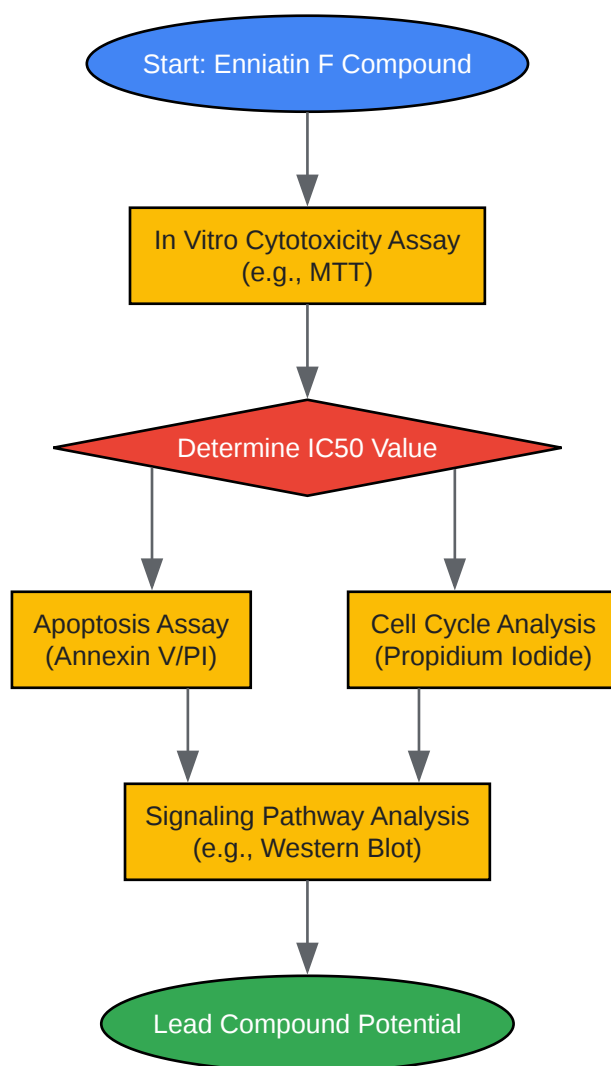 Start: Enniatin F Compound
In Vitro Cytotoxicity Assay
(e.g., MTT)
Determine IC50 Value
Apoptosis Assay
(Annexin V/PI)
Cell Cycle Analysis
(Propidium Iodide)
Signaling Pathway Analysis
(e.g., Western Blot)
Lead Compound Potential